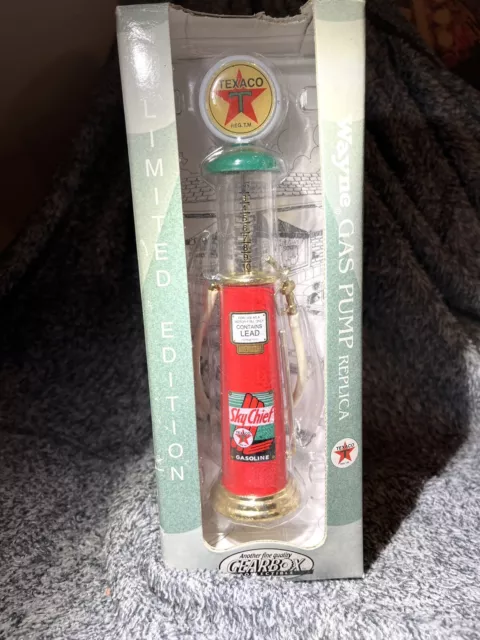 LIMITED EDITION
TEXACO
T
REG. T.M.
Wayne GAS PUMP REPLICA
CONTAINS
LEAD
Sky Chief
GASOLINE
TEXACO
Another fine quality
GEARBOX